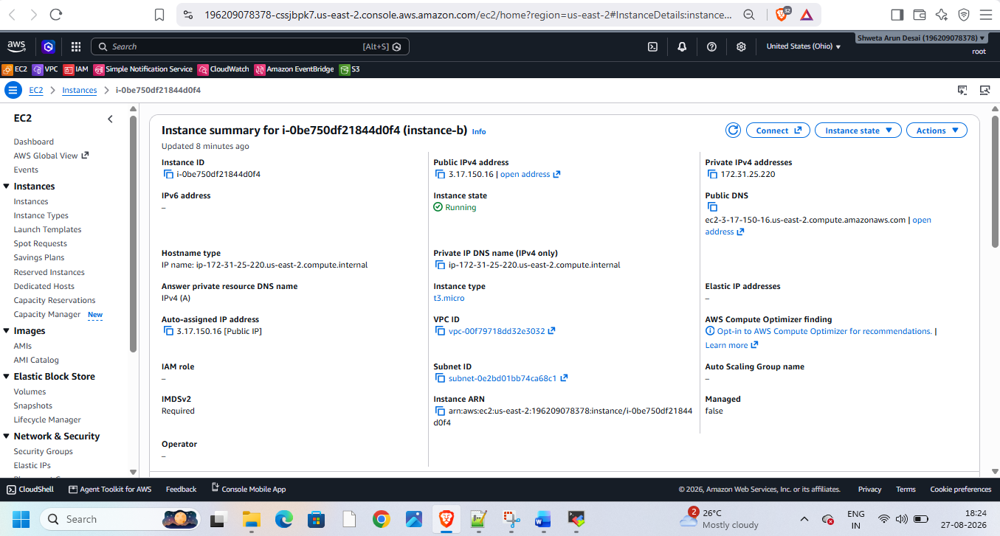 196209078378-cssjbpk7.us-east-2.console.aws.amazon.com/ec2/home?region=us-east-2#InstanceDetails:instance...
32
aws
Search
[Alt+S]
United States (Ohio)
Shweta Arun Desai (196209078378)
root
EC2
VPC
IAM
Simple Notification Service
CloudWatch
Amazon EventBridge
S3
EC2
Instances
i-0be750df21844d0f4
EC2
Dashboard
AWS Global View
Events
Instances
Instances
Instance Types
Launch Templates
Spot Requests
Savings Plans
Reserved Instances
Dedicated Hosts
Capacity Reservations
Capacity Manager New
Images
AMIs
AMI Catalog
Elastic Block Store
Volumes
Snapshots
Lifecycle Manager
Network & Security
Security Groups
Elastic IPs
Instance summary for i-0be750df21844d0f4 (instance-b) Info
Connect
Instance state
Actions
Updated 8 minutes ago
Instance ID
i-0be750df21844d0f4
Public IPv4 address
3.17.150.16 | open address
Private IPv4 addresses
172.31.25.220
IPv6 address
–
Instance state
Running
Public DNS
ec2-3-17-150-16.us-east-2.compute.amazonaws.com | open
address
Hostname type
IP name: ip-172-31-25-220.us-east-2.compute.internal
Private IP DNS name (IPv4 only)
ip-172-31-25-220.us-east-2.compute.internal
Answer private resource DNS name
IPv4 (A)
Instance type
t3.micro
Elastic IP addresses
–
Auto-assigned IP address
3.17.150.16 [Public IP]
VPC ID
vpc-00f79718dd32e3032
AWS Compute Optimizer finding
Opt-in to AWS Compute Optimizer for recommendations. |
Learn more
IAM role
–
Subnet ID
subnet-0e2bd01bb74ca68c1
Auto Scaling Group name
–
IMDSv2
Required
Instance ARN
arn:aws:ec2:us-east-2:196209078378:instance/i-0be750df21844
d0f4
Managed
false
Operator
–
CloudShell
Agent Toolkit for AWS
Feedback
Console Mobile App
© 2026, Amazon Web Services, Inc. or its affiliates.
Privacy
Terms
Cookie preferences
Search
2
26°C
Mostly cloudy
ENG
IN
18:24
27-08-2026